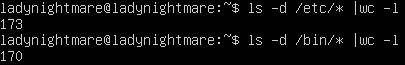 ladynightmare@ladynightmare:~$ ls -d /etc/* |wc -l
173
ladynightmare@ladynightmare:~$ ls -d /bin/* |wc -l
170